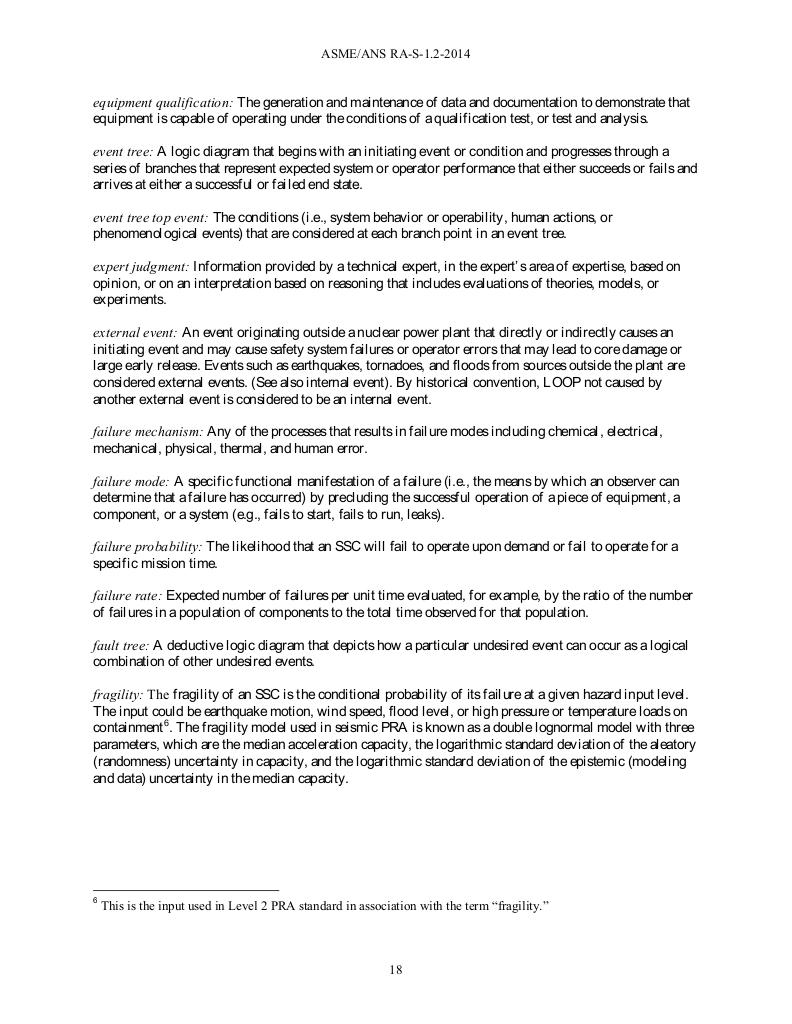 ASME/ANS RA-S-1.2-2014
equipment qualification: The generation and maintenance of data and documentation to demonstrate that
equipment is capable of operating under the conditions of a qualification test, or test and analysis.
event tree: A logic diagram that begins with an initiating event or condition and progresses through a
series of branches that represent expected system or operator performance that either succeeds or fails and
arrives at either a successful or failed end state.
event tree top event: The conditions (i.e., system behavior or operability, human actions, or
phenomenological events) that are considered at each branch point in an event tree.
expert judgment: Information provided by a technical expert, in the expert's area of expertise, based on
opinion, or on an interpretation based on reasoning that includes evaluations of theories, models, or
experiments.
external event: An event originating outside a nuclear power plant that directly or indirectly causes an
initiating event and may cause safety system failures or operator errors that may lead to core damage or
large early release. Events such as earthquakes, tornadoes, and floods from sources outside the plant are
considered external events. (See also internal event). By historical convention, LOOP not caused by
another external event is considered to be an internal event.
failure mechanism: Any of the processes that results in failure modes including chemical, electrical,
mechanical, physical, thermal, and human error.
failure mode: A specific functional manifestation of a failure (i.e., the means by which an observer can
determine that a failure has occurred) by precluding the successful operation of a piece of equipment, a
component, or a system (e.g., fails to start, fails to run, leaks).
failure probability: The likelihood that an SSC will fail to operate upon demand or fail to operate for a
specific mission time.
failure rate: Expected number of failures per unit time evaluated, for example, by the ratio of the number
of failures in a population of components to the total time observed for that population.
fault tree: A deductive logic diagram that depicts how a particular undesired event can occur as a logical
combination of other undesired events.
fragility: The fragility of an SSC is the conditional probability of its failure at a given hazard input level.
The input could be earthquake motion, wind speed, flood level, or high pressure or temperature loads on
containment6. The fragility model used in seismic PRA is known as a double lognormal model with three
parameters, which are the median acceleration capacity, the logarithmic standard deviation of the aleatory
(randomness) uncertainty in capacity, and the logarithmic standard deviation of the epistemic (modeling
and data) uncertainty in the median capacity.
6 This is the input used in Level 2 PRA standard in association with the term “fragility.”
18